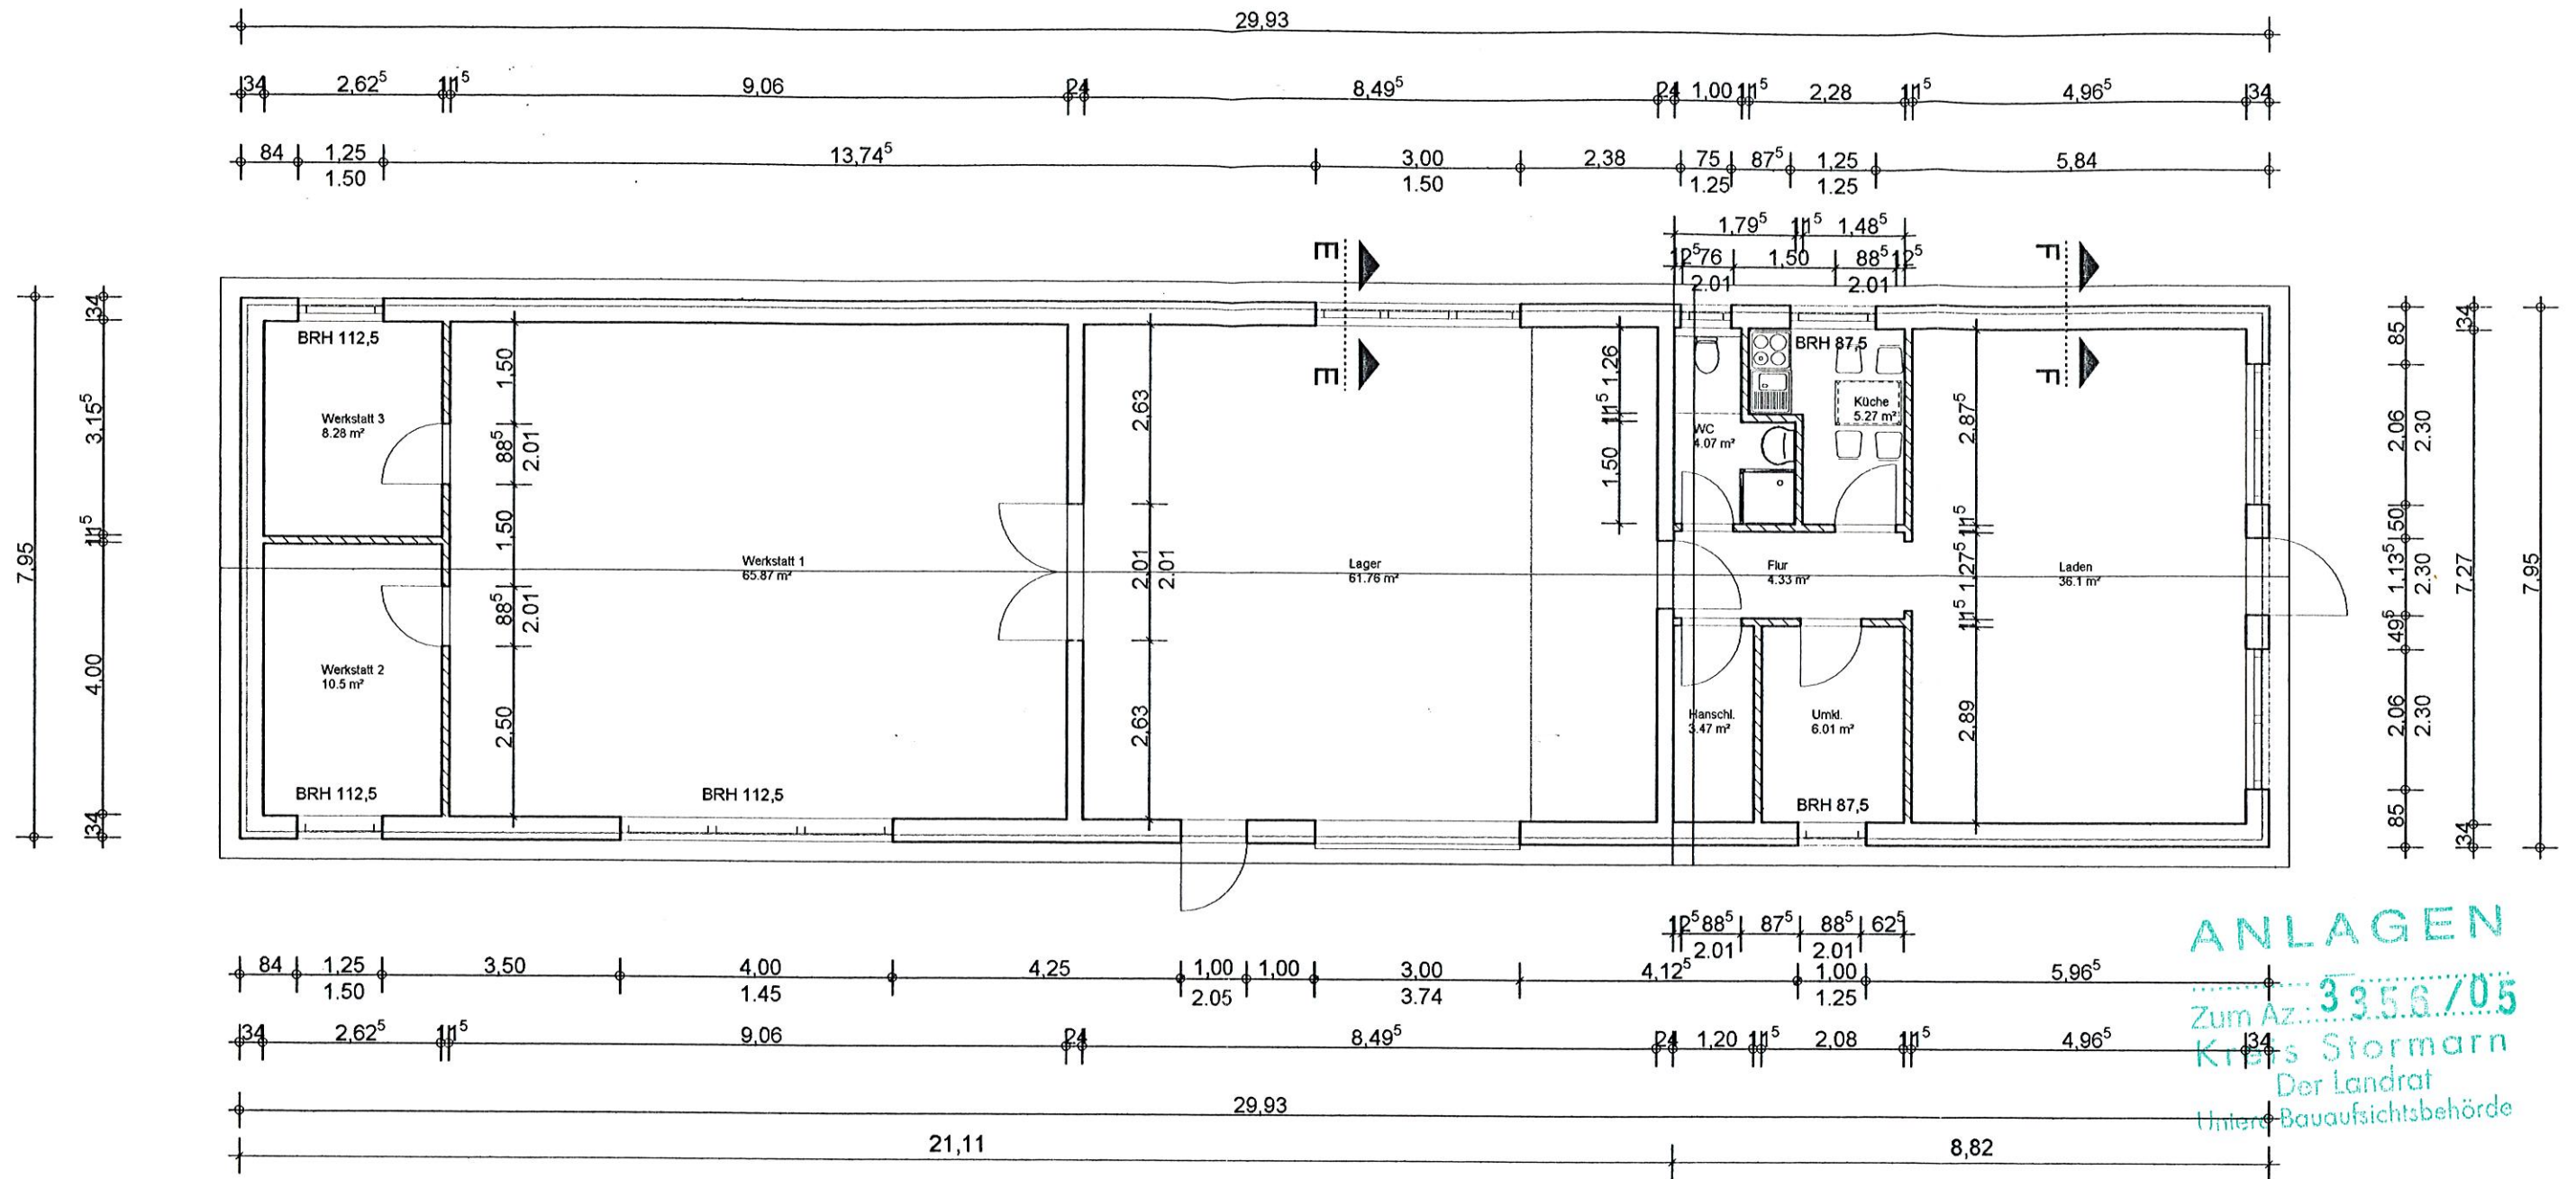 29,93
34 2,62⁵ 11⁵ 9,06 24 8,49⁵ 24 1,00 11⁵ 2,28 11⁵ 4,96⁵ 34
84 1,25 13,74⁵ 3,00 2,38 75 87⁵ 1,25 5,84
1.50 1.50 1.25 1.25
1,79⁵ 11⁵ 1,48⁵
12⁵ 76 1,50 88⁵ 12⁵
2.01 2.01
E F
E F
7,95
34 3,15⁵ 11⁵ 4,00 34
BRH 112,5
Werkstatt 3
8.28 m²
Werkstatt 2
10.5 m²
BRH 112,5
1,50 88⁵ 1,50 88⁵ 2,50
2.01 2.01
Werkstatt 1
65.87 m²
BRH 112,5
2,63 2,01 2,63
2.01
Lager
61.76 m²
1,26 11⁵ 1,50
WC
4.07 m²
BRH 87,5
Küche
5.27 m²
Flur
4.33 m²
Hanschl.
3.47 m²
Umkl.
6.01 m²
BRH 87,5
2,87⁵ 11⁵ 1,27⁵ 11⁵ 2,89
Laden
36.1 m²
85 2,06 50 1,13⁵ 49⁵ 2,06 85
2.30 2.30 2.30
34 7,27 34
7,95
12⁵ 88⁵ 87⁵ 88⁵ 62⁵
2.01 2.01
84 1,25 3,50 4,00 4,25 1,00 1,00 3,00 4,12⁵ 1,00 5,96⁵
1.50 1.45 2.05 3.74 1.25
34 2,62⁵ 11⁵ 9,06 24 8,49⁵ 24 1,20 11⁵ 2,08 11⁵ 4,96⁵ 34
29,93
21,11 8,82
ANLAGEN
Zum Az.: 3356/05
Kreis Stormarn
Der Landrat
Untere Bauaufsichtsbehörde